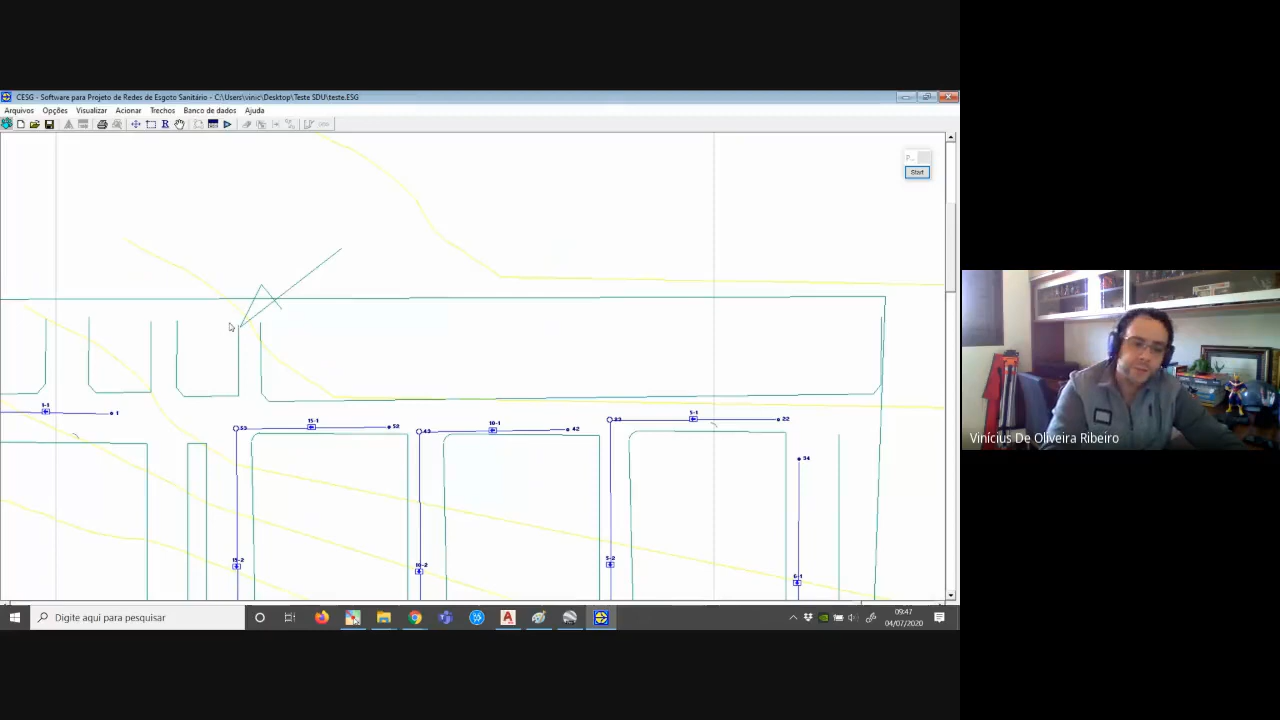 CESG - Software para Projeto de Redes de Esgoto Sanitário - C:\Users\vinic\Desktop\Teste SDU\teste.ESG
Arquivos Opções Visualizar Acionar Trechos Banco de dados Ajuda
R
P...
Start
1-1
1
53
15-1
52
43
10-1
42
23
5-1
22
34
15-2
10-2
5-2
6-1
Vinícius De Oliveira Ribeiro
Digite aqui para pesquisar
09:47
04/07/2020